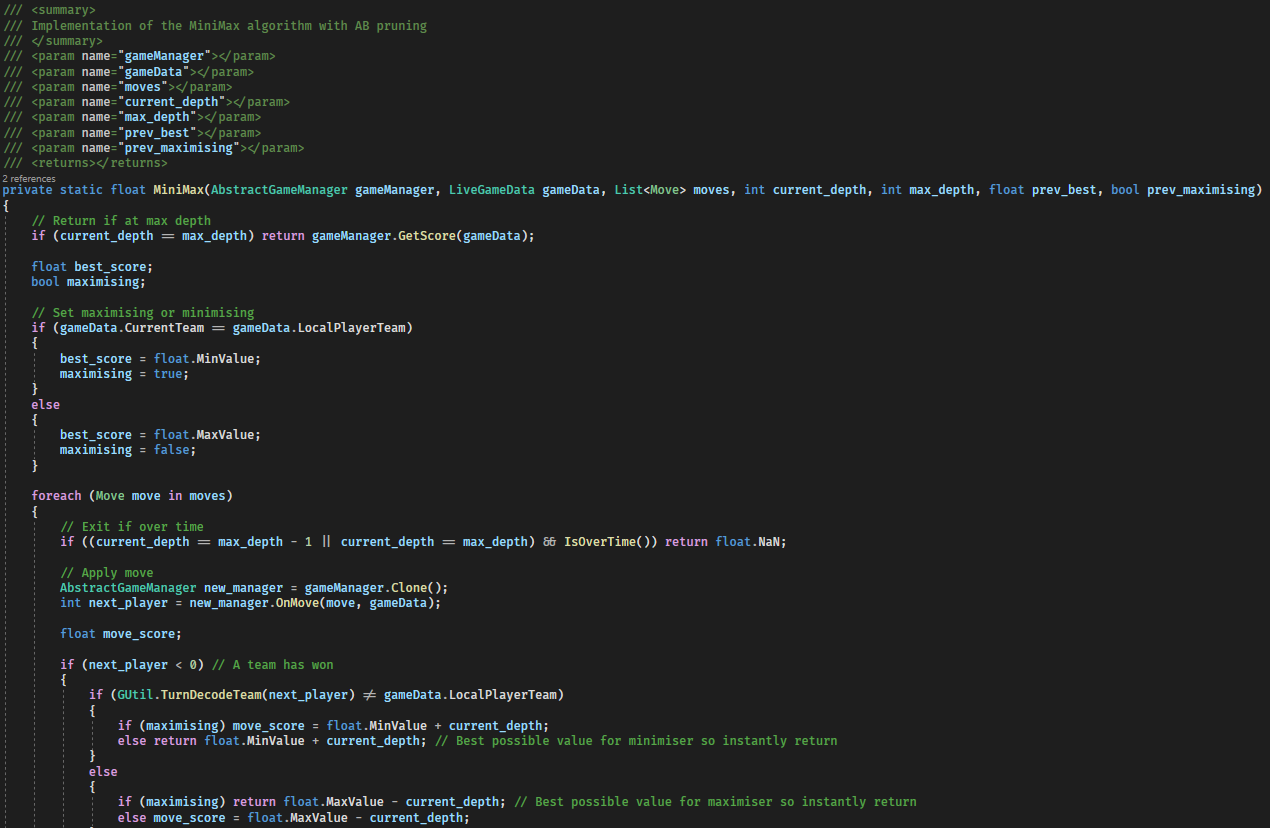 /// <summary>
/// Implementation of the MiniMax algorithm with AB pruning
/// </summary>
/// <param name="gameManager"></param>
/// <param name="gameData"></param>
/// <param name="moves"></param>
/// <param name="current_depth"></param>
/// <param name="max_depth"></param>
/// <param name="prev_best"></param>
/// <param name="prev_maximising"></param>
/// <returns></returns>
2 references
private static float MiniMax(AbstractGameManager gameManager, LiveGameData gameData, List<Move> moves, int current_depth, int max_depth, float prev_best, bool prev_maximising)
{
    // Return if at max depth
    if (current_depth == max_depth) return gameManager.GetScore(gameData);

    float best_score;
    bool maximising;

    // Set maximising or minimising
    if (gameData.CurrentTeam == gameData.LocalPlayerTeam)
    {
        best_score = float.MinValue;
        maximising = true;
    }
    else
    {
        best_score = float.MaxValue;
        maximising = false;
    }

    foreach (Move move in moves)
    {
        // Exit if over time
        if ((current_depth == max_depth - 1 || current_depth == max_depth) && IsOverTime()) return float.NaN;

        // Apply move
        AbstractGameManager new_manager = gameManager.Clone();
        int next_player = new_manager.OnMove(move, gameData);

        float move_score;

        if (next_player < 0) // A team has won
        {
            if (GUtil.TurnDecodeTeam(next_player) != gameData.LocalPlayerTeam)
            {
                if (maximising) move_score = float.MinValue + current_depth;
                else return float.MinValue + current_depth; // Best possible value for minimiser so instantly return
            }
            else
            {
                if (maximising) return float.MaxValue - current_depth; // Best possible value for maximiser so instantly return
                else move_score = float.MaxValue - current_depth;